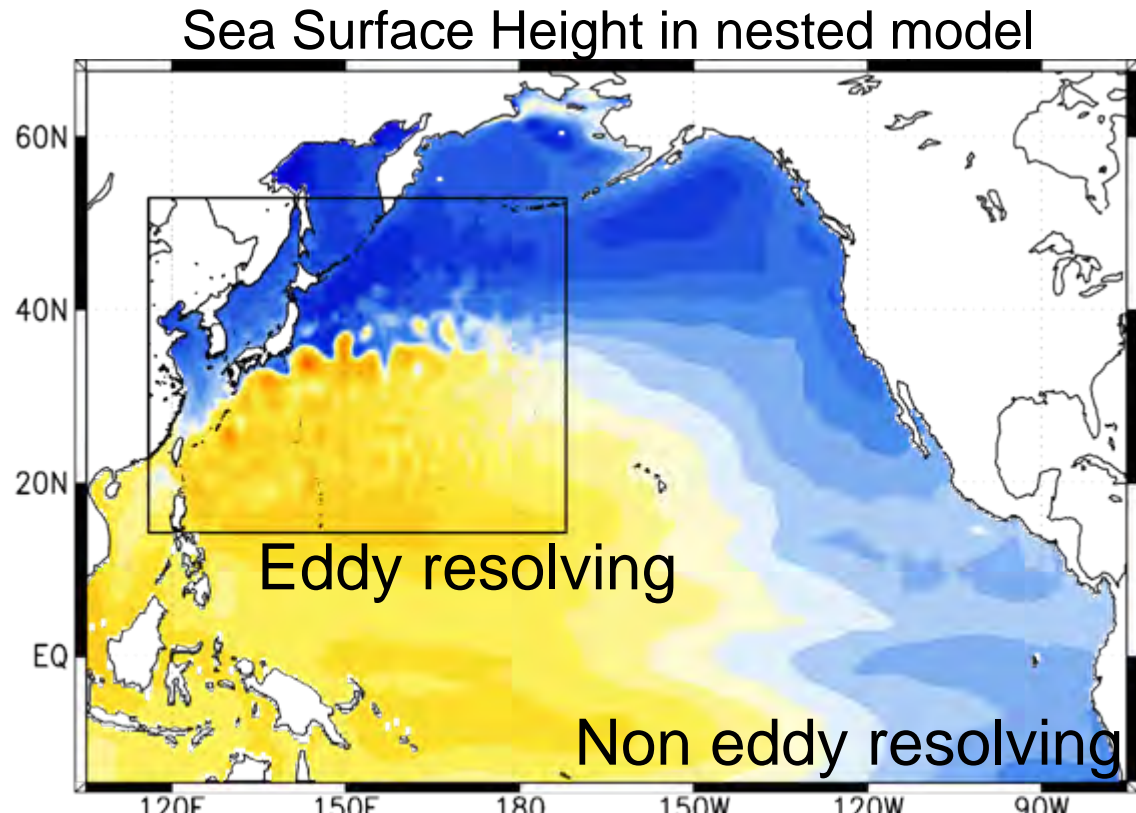 Sea Surface Height in nested model
60N
40N
20N
EQ
Eddy resolving
Non eddy resolving
120E
150E
180
150W
120W
90W